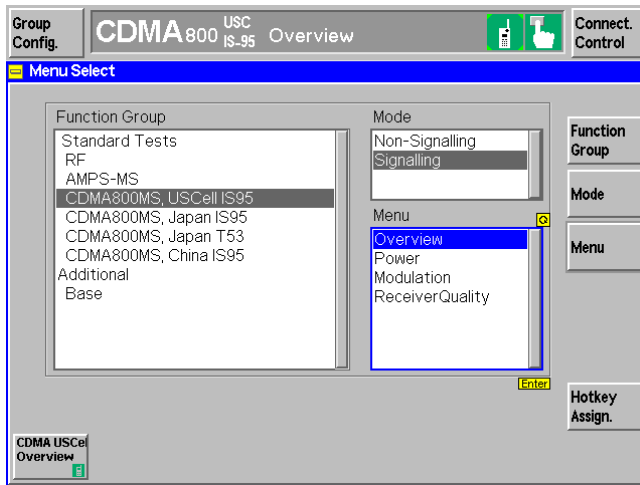 Group
Config.
CDMA 800 USC
IS-95 Overview
Connect.
Control
Menu Select
Function Group
Standard Tests
RF
AMPS-MS
CDMA800MS, USCell IS95
CDMA800MS, Japan IS95
CDMA800MS, Japan T53
CDMA800MS, China IS95
Additional
Base
Mode
Non-Signalling
Signalling
Menu
Overview
Power
Modulation
ReceiverQuality
Enter
Function
Group
Mode
Menu
Hotkey
Assign.
CDMA USCel
Overview